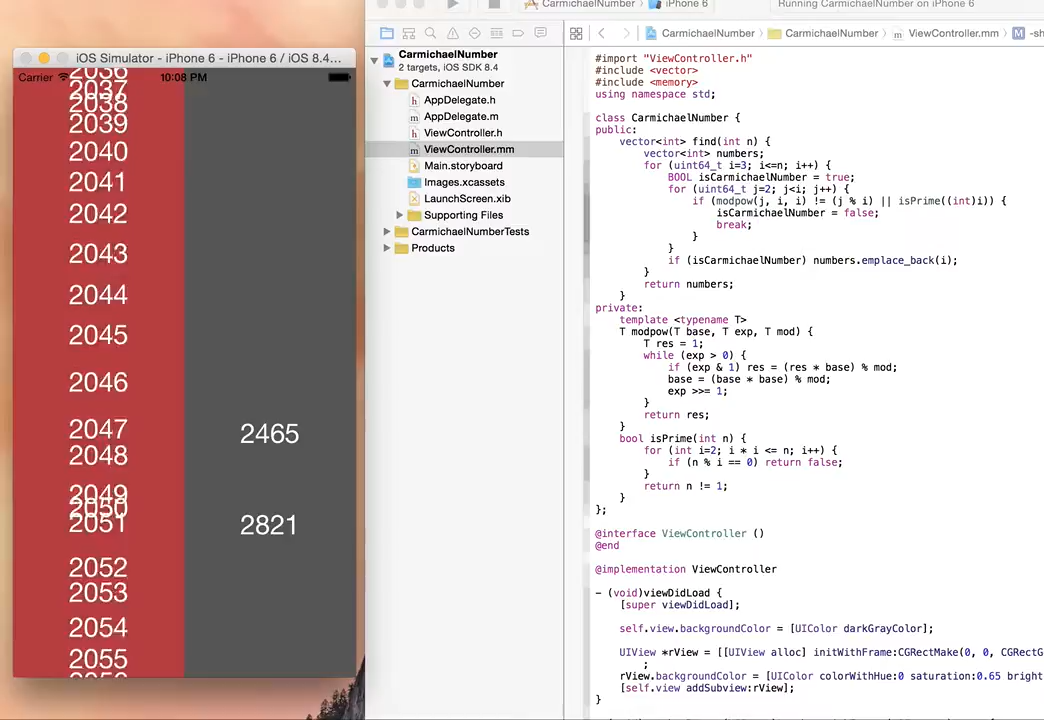 iOS Simulator - iPhone 6 - iPhone 6 / iOS 8.4...
Carrier
10:08 PM
2036
2037
2038
2039
2040
2041
2042
2043
2044
2045
2046
2047
2048
2049
2050
2051
2052
2053
2054
2055
2465
2821
CarmichaelNumber
iPhone 6
Running CarmichaelNumber on iPhone 6
CarmichaelNumber
2 targets, iOS SDK 8.4
CarmichaelNumber
AppDelegate.h
AppDelegate.m
ViewController.h
ViewController.mm
Main.storyboard
Images.xcassets
LaunchScreen.xib
Supporting Files
CarmichaelNumberTests
Products
CarmichaelNumber
CarmichaelNumber
ViewController.mm
M
#import "ViewController.h"
#include <vector>
#include <memory>
using namespace std;
class CarmichaelNumber {
public:
vector<int> find(int n) {
vector<int> numbers;
for (uint64_t i=3; i<=n; i++) {
BOOL isCarmichaelNumber = true;
for (uint64_t j=2; j<i; j++) {
if (modpow(j, i, i) != (j % i) || isPrime((int)i)) {
isCarmichaelNumber = false;
break;
}
}
if (isCarmichaelNumber) numbers.emplace_back(i);
}
return numbers;
}
private:
template <typename T>
T modpow(T base, T exp, T mod) {
T res = 1;
while (exp > 0) {
if (exp & 1) res = (res * base) % mod;
base = (base * base) % mod;
exp >>= 1;
}
return res;
}
bool isPrime(int n) {
for (int i=2; i * i <= n; i++) {
if (n % i == 0) return false;
}
return n != 1;
}
};
@interface ViewController ()
@end
@implementation ViewController
- (void)viewDidLoad {
[super viewDidLoad];
self.view.backgroundColor = [UIColor darkGrayColor];
UIView *rView = [[UIView alloc] initWithFrame:CGRectMake(0, 0, CGRectG
;
rView.backgroundColor = [UIColor colorWithHue:0 saturation:0.65 bright
[self.view addSubview:rView];
}